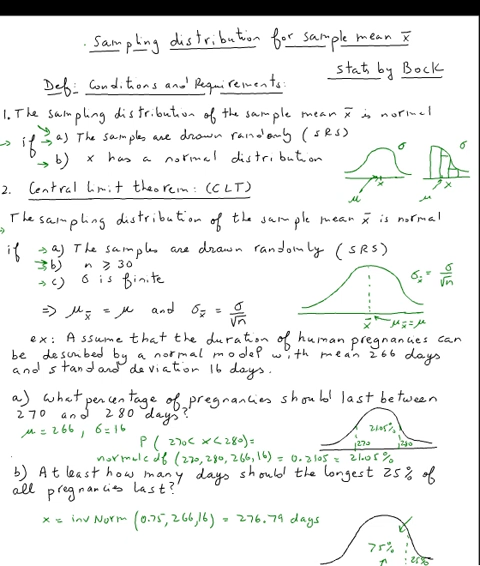 . Sampling distribution for sample mean x̄
Stats by Bock
Def: Conditions and Requirements:
1. The sampling distribution of the sample mean x̄ is normal
→ if → a) The samples are drawn randomly (SRS)
→ b) x has a normal distribution
σ
σ
μ x
μ x
2. Central limit theorem: (CLT)
The sampling distribution of the sample mean x̄ is normal
if → a) The samples are drawn randomly (SRS)
→ b) n ≥ 30
→ c) σ is finite
σx̄ = σ/√n
⇒ μx̄ = μ and σx̄ = σ/√n
x̄ μx̄ = μ
ex: Assume that the duration of human pregnancies can
be described by a normal model with mean 266 days
and standard deviation 16 days.
a) what percentage of pregnancies should last between
270 and 280 days?
μ = 266, σ = 16
21.05%
270 280
P(270 < x < 280) =
normalcdf(270, 280, 266, 16) = 0.2105 = 21.05%
b) At least how many days should the longest 25% of
all pregnancies last?
x = invNorm(0.75, 266, 16) = 276.79 days
75%
25%